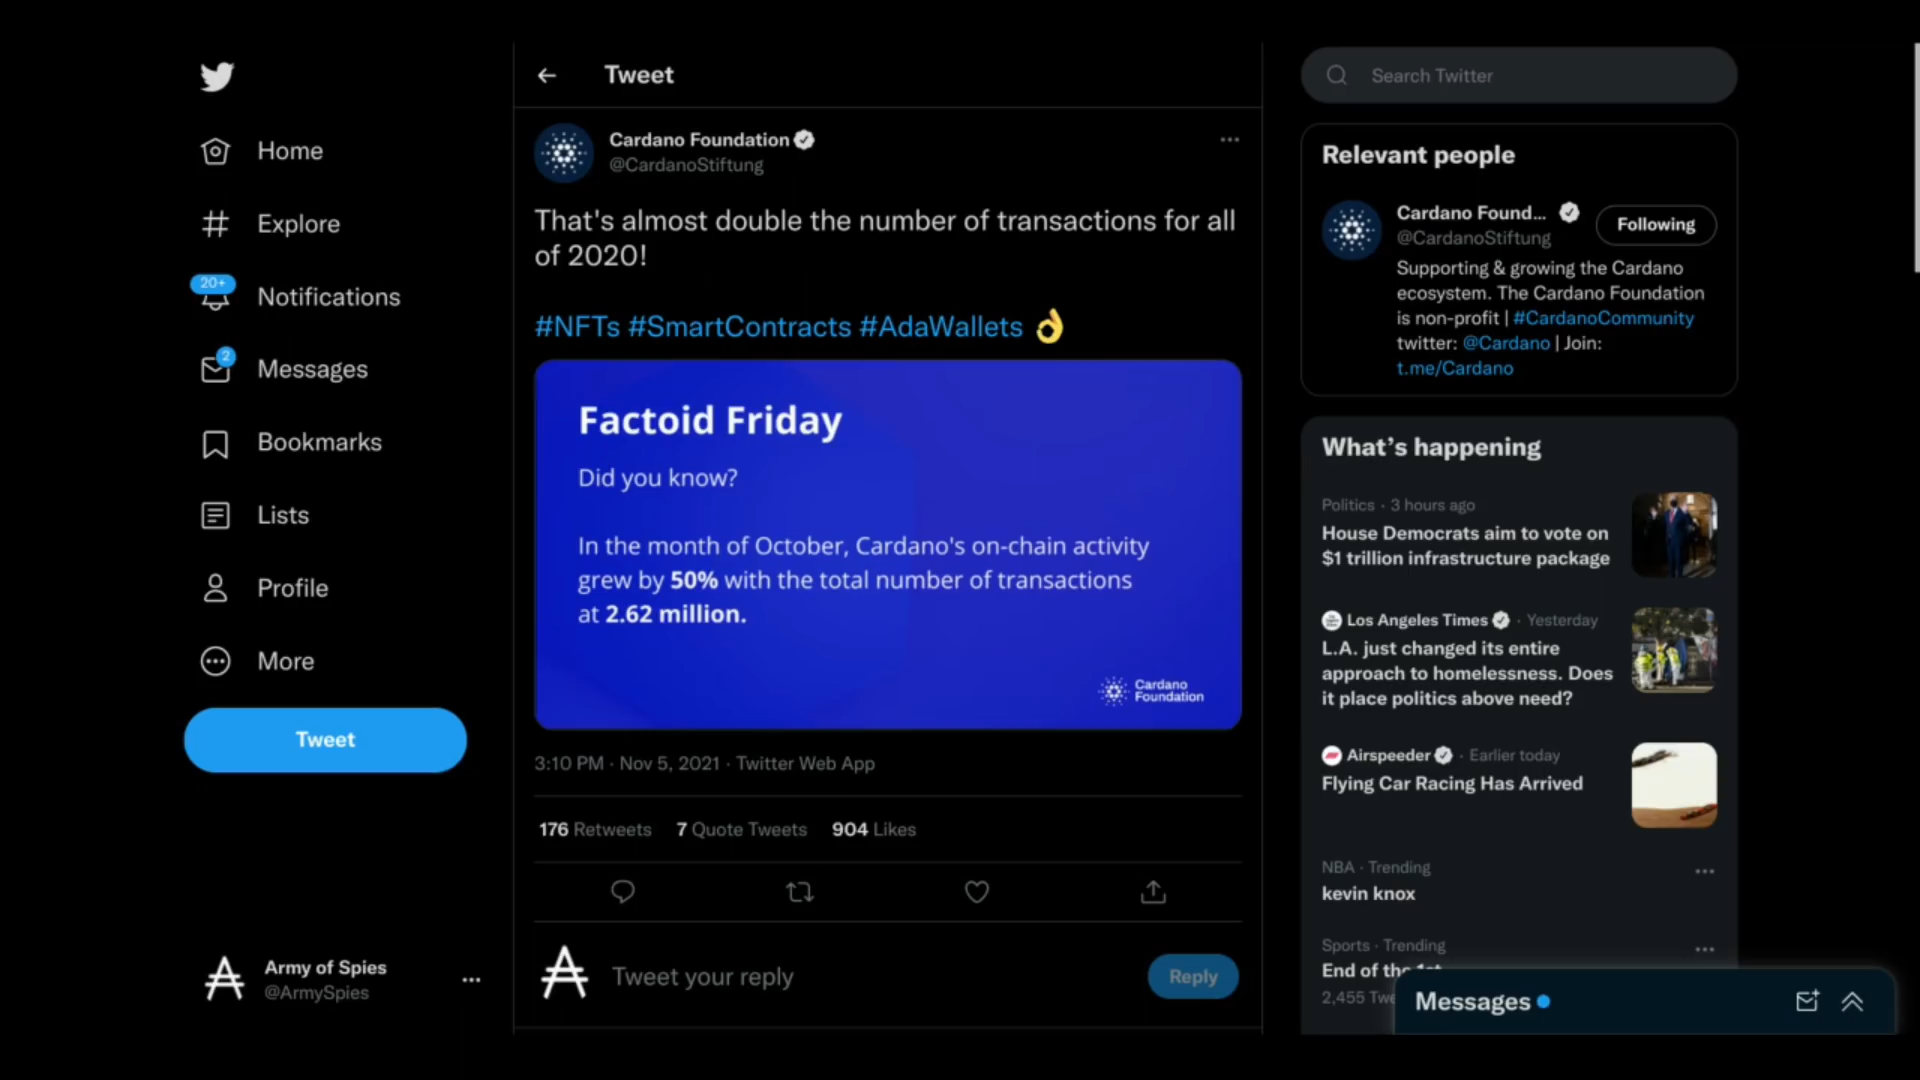 Home
Explore
20+
Notifications
2
Messages
Bookmarks
Lists
Profile
More
Tweet
Army of Spies
@ArmySpies
Tweet
Cardano Foundation
@CardanoStiftung
That's almost double the number of transactions for all
of 2020!
#NFTs #SmartContracts #AdaWallets 👌
Factoid Friday
Did you know?
In the month of October, Cardano's on-chain activity
grew by 50% with the total number of transactions
at 2.62 million.
Cardano
Foundation
3:10 PM · Nov 5, 2021 · Twitter Web App
176 Retweets 7 Quote Tweets 904 Likes
Tweet your reply
Reply
Search Twitter
Relevant people
Cardano Found...
@CardanoStiftung
Following
Supporting & growing the Cardano
ecosystem. The Cardano Foundation
is non-profit | #CardanoCommunity
twitter: @Cardano | Join:
t.me/Cardano
What's happening
Politics · 3 hours ago
House Democrats aim to vote on
$1 trillion infrastructure package
Los Angeles Times · Yesterday
L.A. just changed its entire
approach to homelessness. Does
it place politics above need?
Airspeeder · Earlier today
Flying Car Racing Has Arrived
NBA · Trending
kevin knox
Sports · Trending
End of the
2,455
Messages